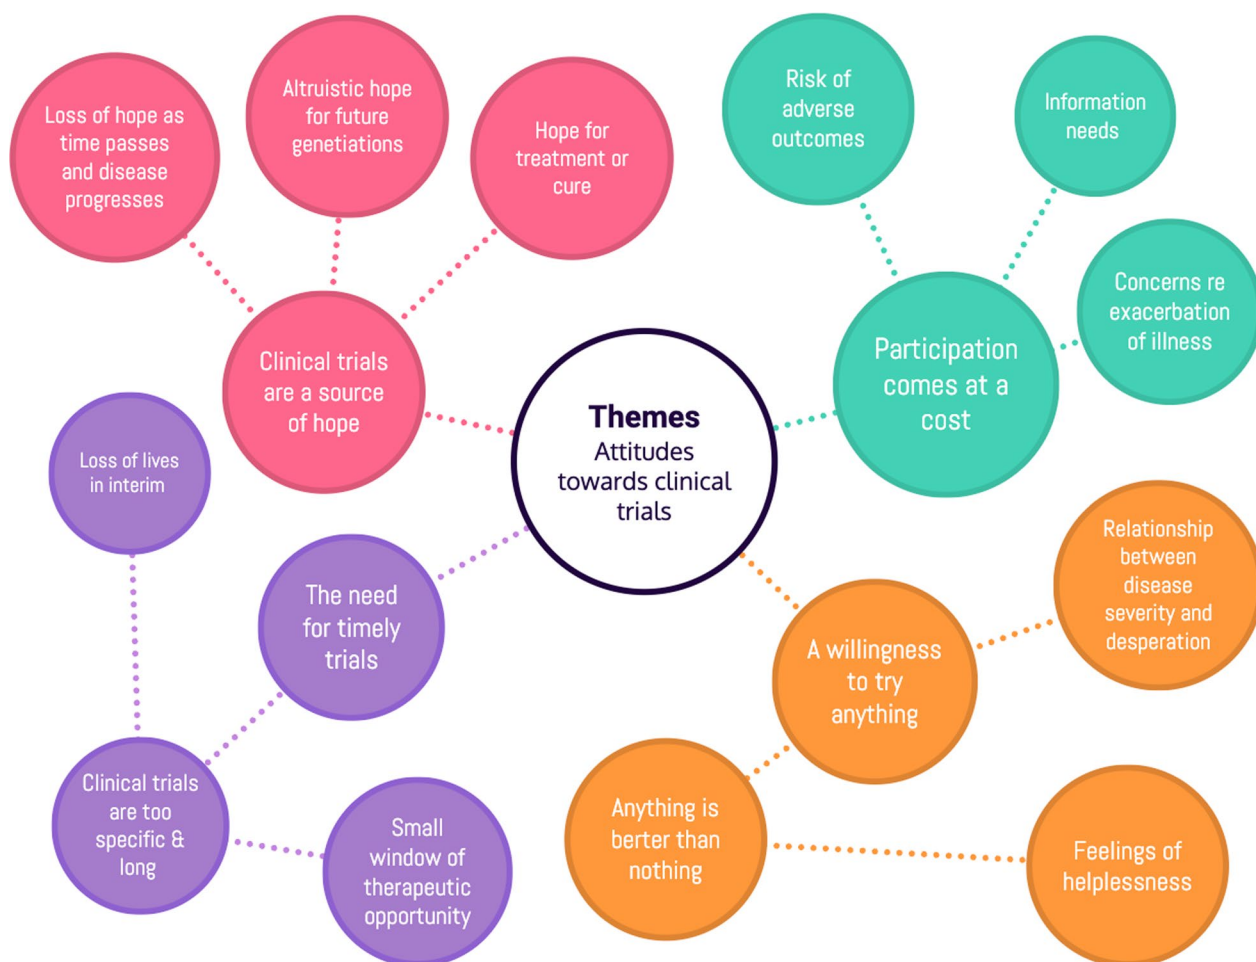 Loss of hope as
time passes
and disease
progresses
Altruistic hope
for future
genetiations
Hope for
treatment or
cure
Clinical trials
are a source
of hope
Risk of
adverse
outcomes
Information
needs
Concerns re
exacerbation
of illness
Participation
comes at a
cost
Themes
Attitudes
towards clinical
trials
Loss of lives
in interim
The need
for timely
trials
Clinical trials
are too
specific &
long
Small
window of
therapeutic
opportunity
Relationship
between
disease
severity and
desperation
A willingness
to try
anything
Anything is
berter than
nothing
Feelings of
helplessness